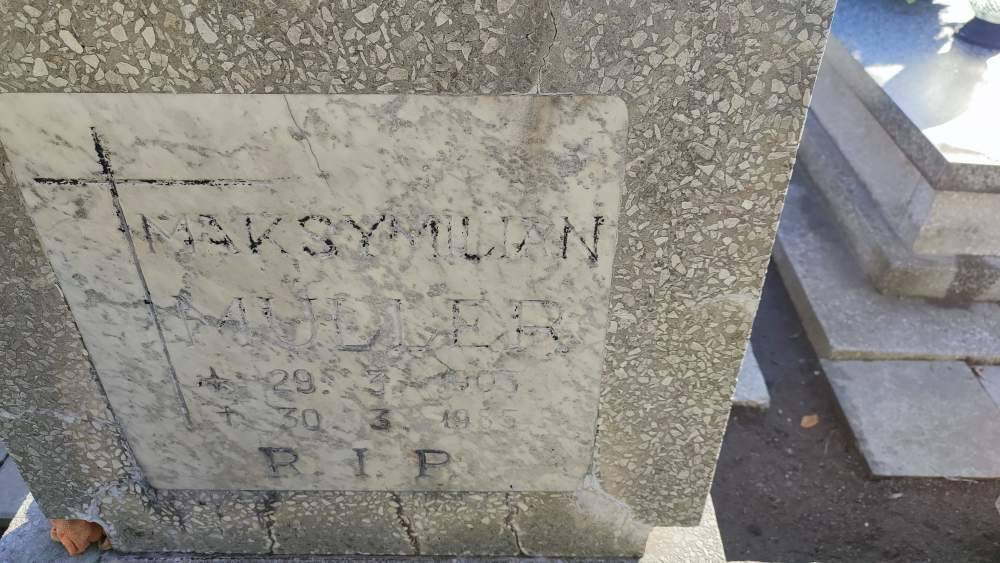 MAKSYMILIAN
MULLER
29. 3
30 3
R I P